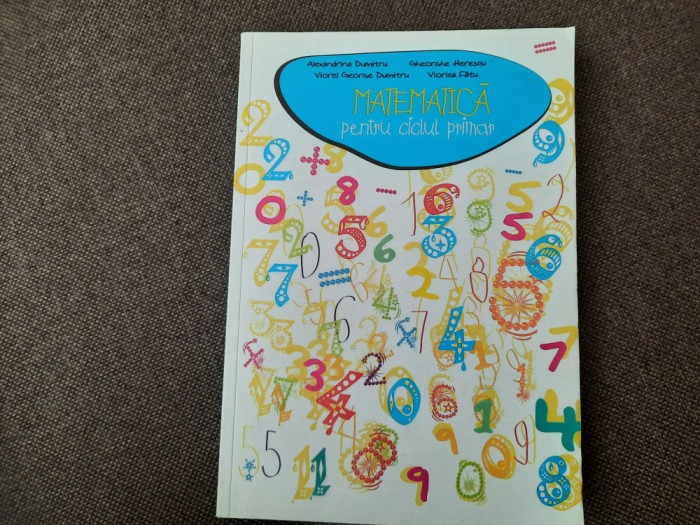 Alexandrina Dumitru Gheorghe Herescu
Viorel George Dumitru Viorica Fătu
MATEMATICĂ
pentru ciclul primar